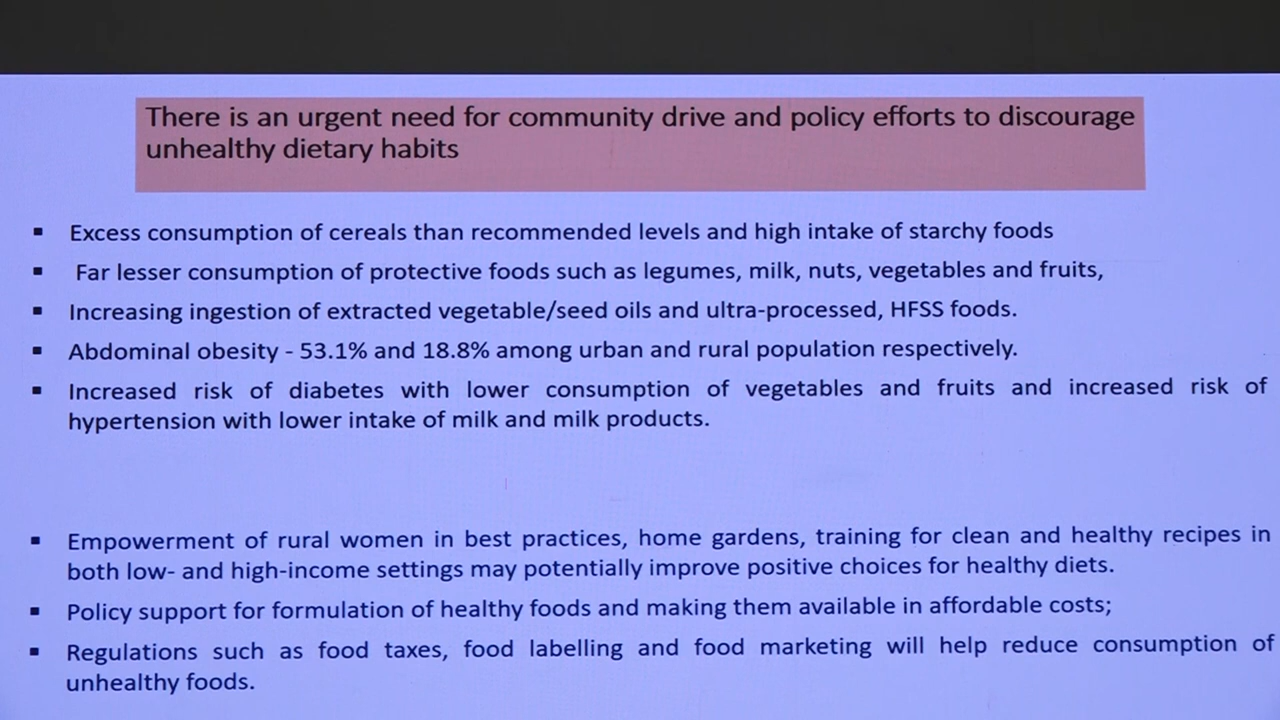 There is an urgent need for community drive and policy efforts to discourage
unhealthy dietary habits
▪ Excess consumption of cereals than recommended levels and high intake of starchy foods
▪ Far lesser consumption of protective foods such as legumes, milk, nuts, vegetables and fruits,
▪ Increasing ingestion of extracted vegetable/seed oils and ultra-processed, HFSS foods.
▪ Abdominal obesity - 53.1% and 18.8% among urban and rural population respectively.
▪ Increased risk of diabetes with lower consumption of vegetables and fruits and increased risk of
hypertension with lower intake of milk and milk products.
▪ Empowerment of rural women in best practices, home gardens, training for clean and healthy recipes in
both low- and high-income settings may potentially improve positive choices for healthy diets.
▪ Policy support for formulation of healthy foods and making them available in affordable costs;
▪ Regulations such as food taxes, food labelling and food marketing will help reduce consumption of
unhealthy foods.